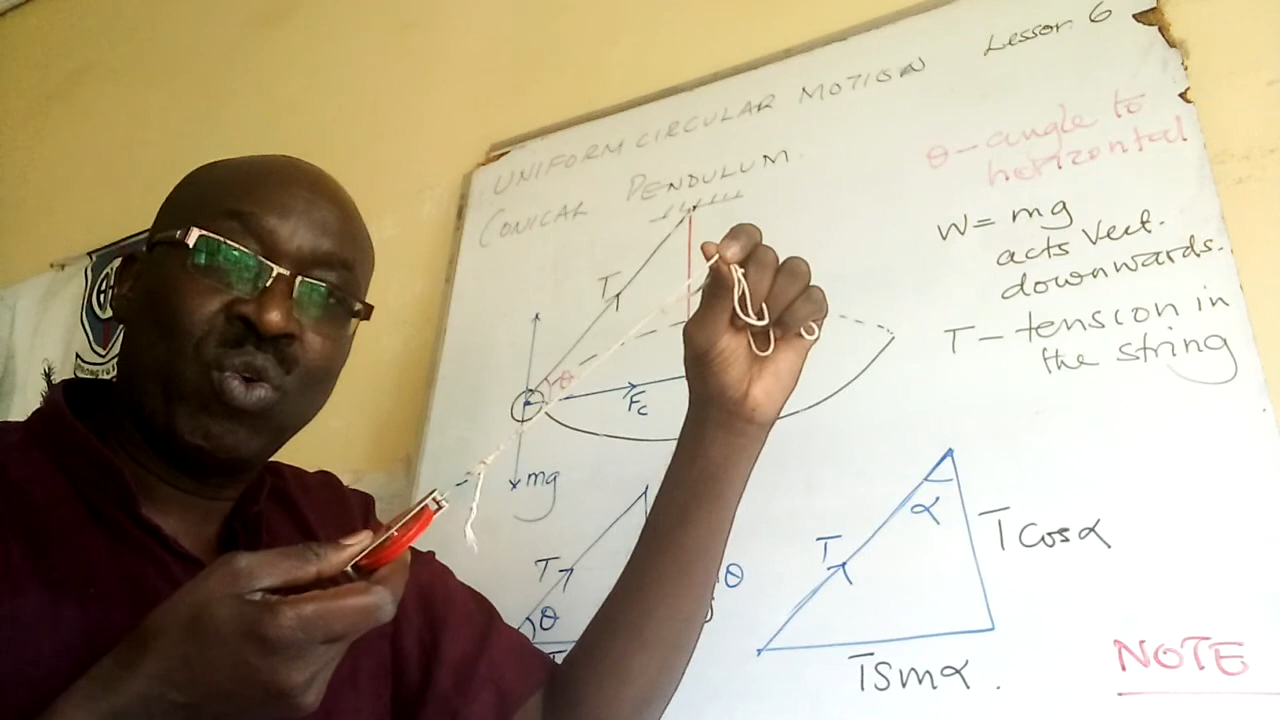 Lesson 6
UNIFORM CIRCULAR MOTION
CONICAL PENDULUM.
θ - angle to
horizontal
W = mg
acts vert.
downwards.
T - tension in
the string
T
θ
Fc
mg
T
θ
θ
T
α
T cos α
T sin α.
NOTE